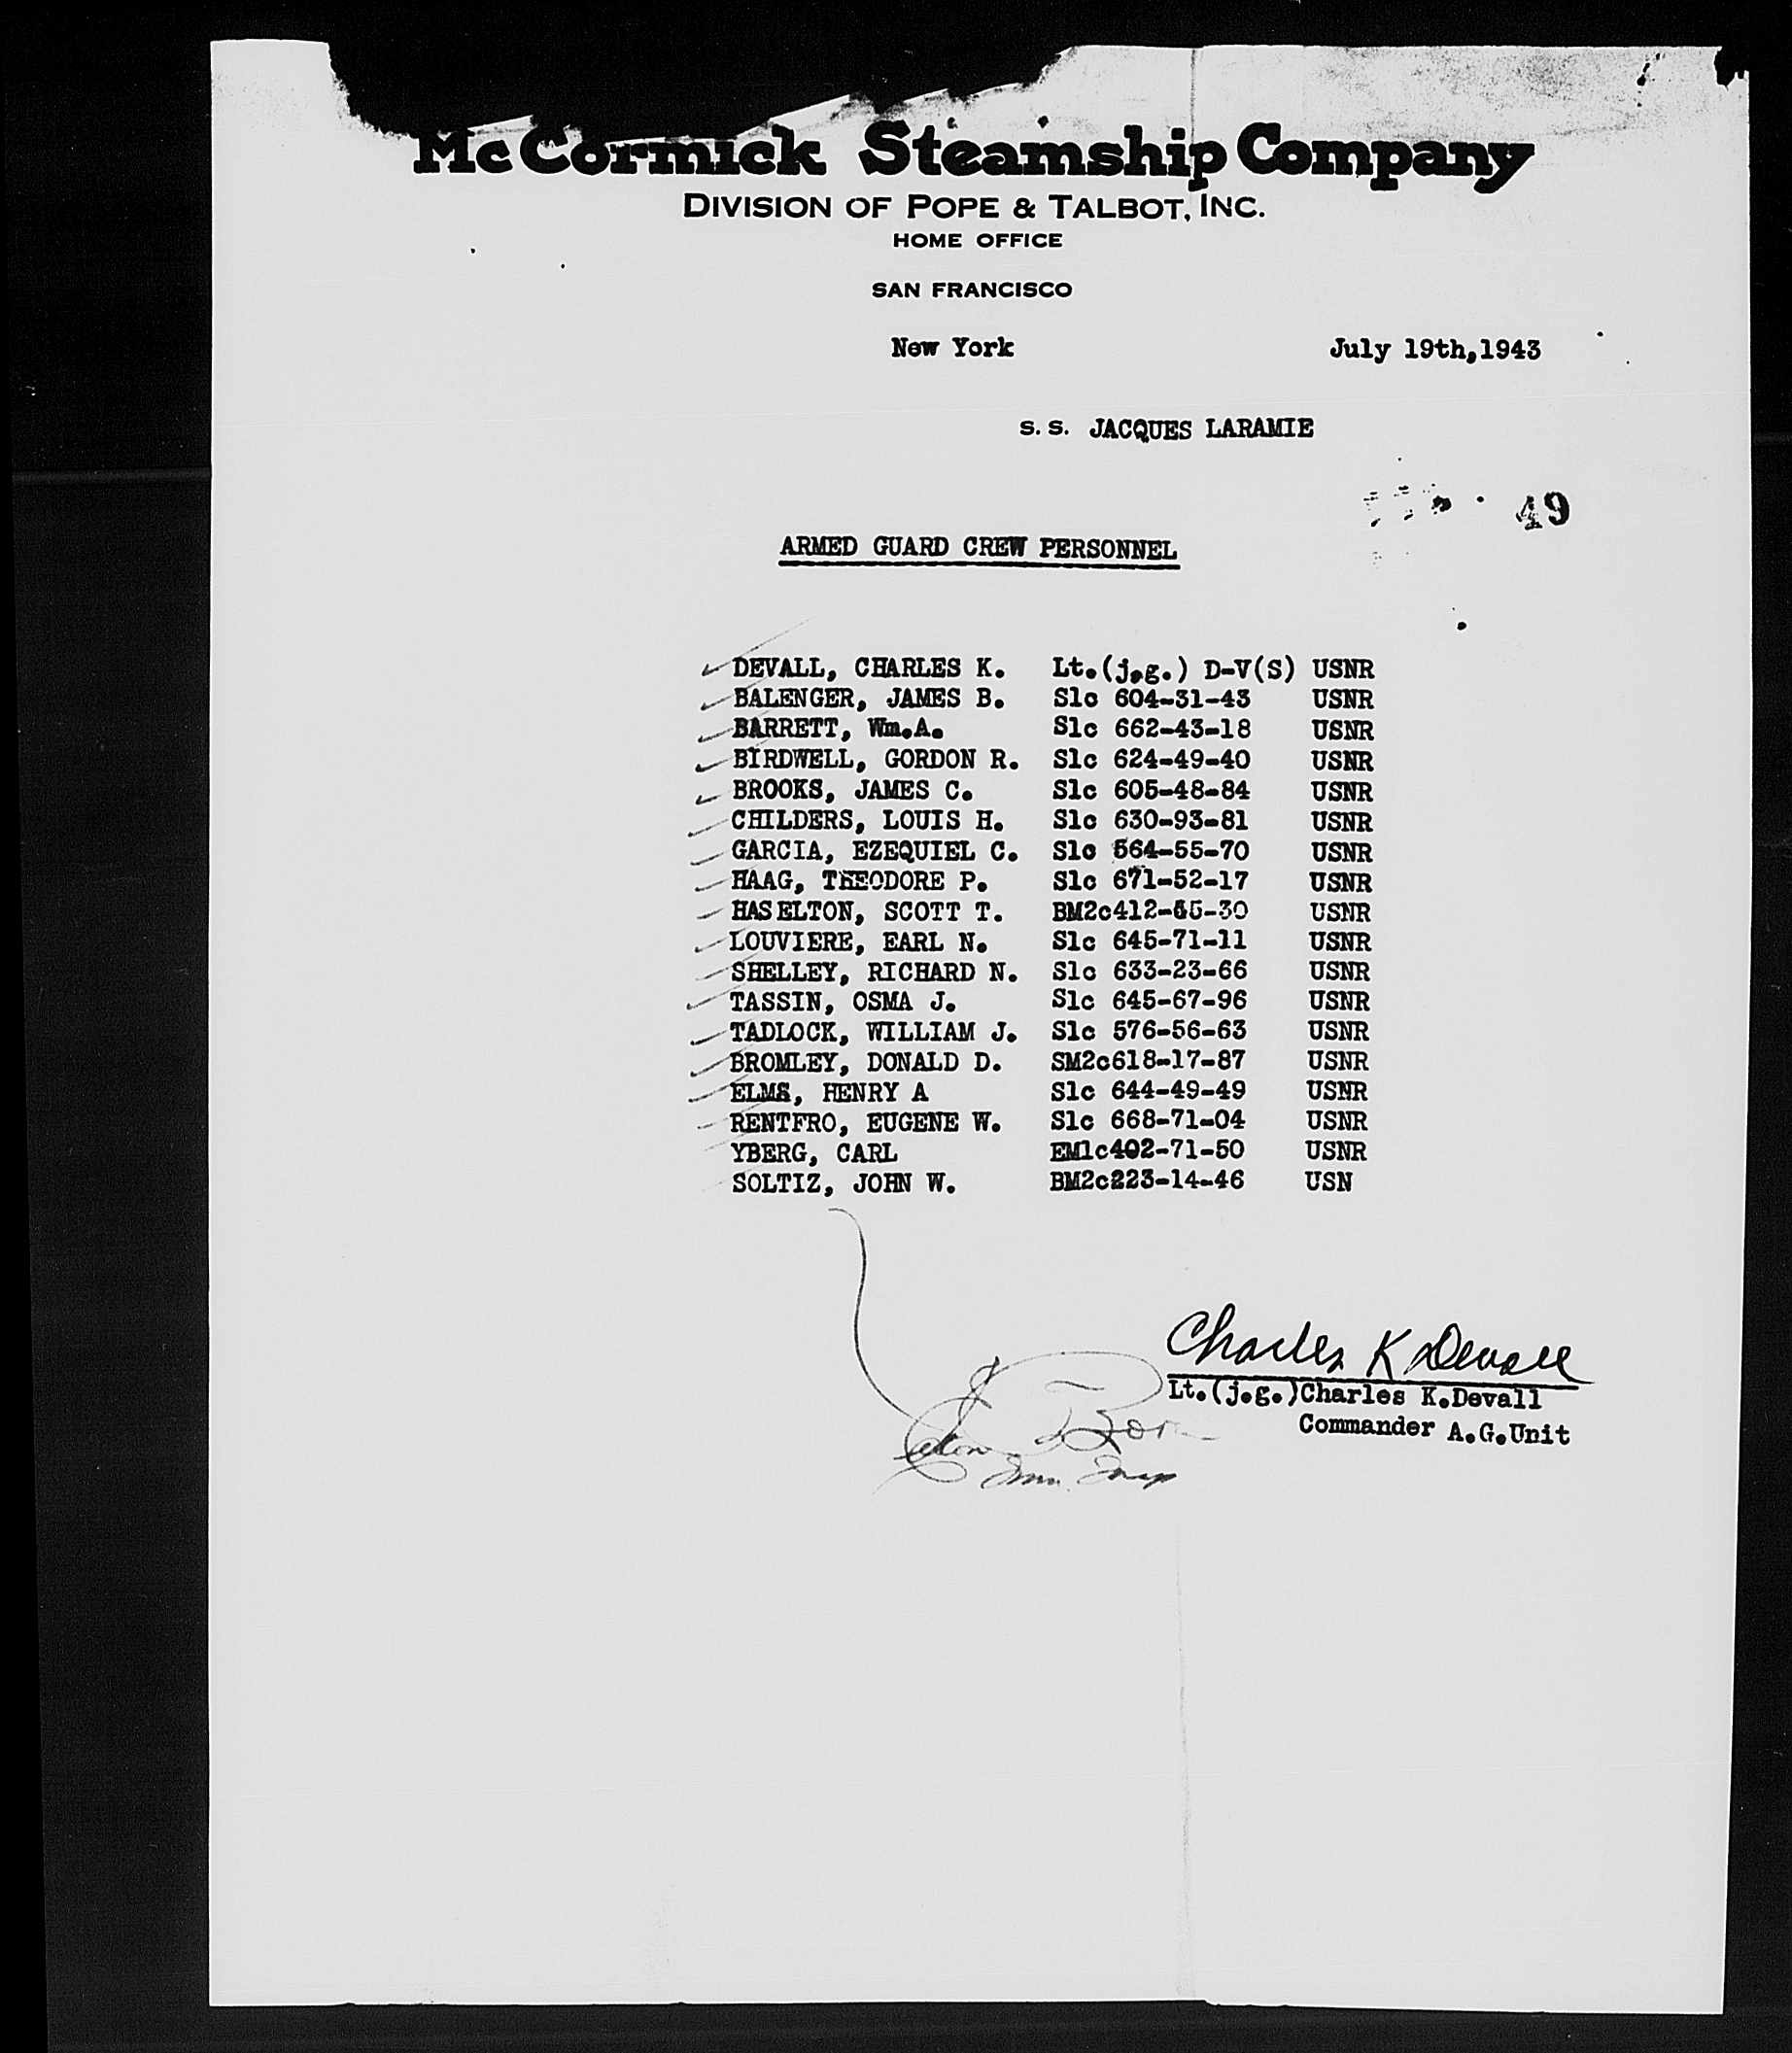 McCormick Steamship Company
DIVISION OF POPE & TALBOT, INC.
HOME OFFICE
SAN FRANCISCO
New York July 19th,1943
S.S. JACQUES LARAMIE
49
ARMED GUARD CREW PERSONNEL
DEVALL, CHARLES K. Lt.(j.g.) D-V(S) USNR
BALENGER, JAMES B. S1c 604-31-43 USNR
BARRETT, Wm.A. S1c 662-43-18 USNR
BIRDWELL, GORDON R. S1c 624-49-40 USNR
BROOKS, JAMES C. S1c 605-48-84 USNR
CHILDERS, LOUIS H. S1c 630-93-81 USNR
GARCIA, EZEQUIEL C. S1c 564-55-70 USNR
HAAG, THEODORE P. S1c 671-52-17 USNR
HASELTON, SCOTT T. BM2c412-55-30 USNR
LOUVIERE, EARL N. S1c 645-71-11 USNR
SHELLEY, RICHARD N. S1c 633-23-66 USNR
TASSIN, OSMA J. S1c 645-67-96 USNR
TADLOCK, WILLIAM J. S1c 576-56-63 USNR
BROMLEY, DONALD D. SM2c618-17-87 USNR
ELMS, HENRY A S1c 644-49-49 USNR
RENTFRO, EUGENE W. S1c 668-71-04 USNR
YBERG, CARL EM1c402-71-50 USNR
SOLTIZ, JOHN W. BM2c223-14-46 USN
Charles K Devall
Lt.(j.g.)Charles K.Devall
Commander A.G.Unit